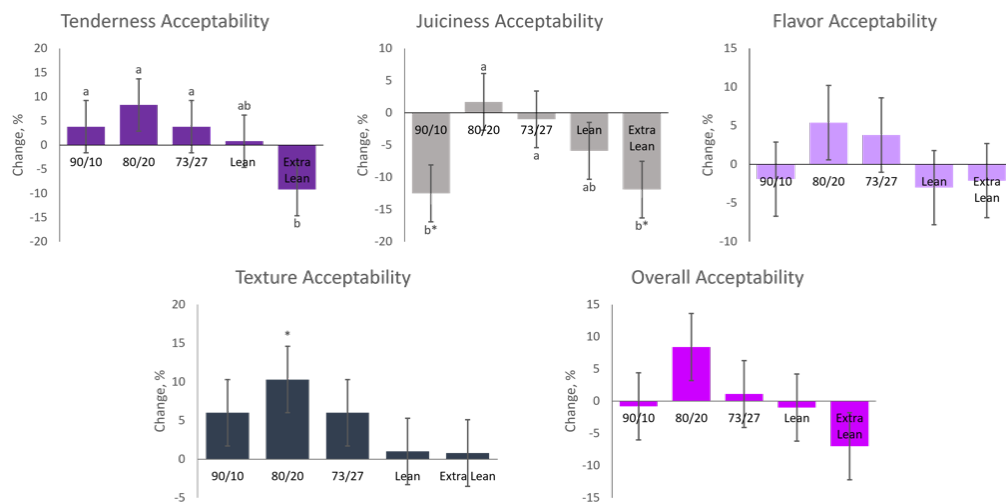 Tenderness Acceptability
20
15
10
5
0
-5
-10
-15
-20
Change, %
a
a
a
ab
b
90/10
80/20
73/27
Lean
Extra
Lean
Juiciness Acceptability
10
5
0
-5
-10
-15
-20
Change, %
a
90/10
80/20
73/27
Lean
Extra
Lean
a
ab
b*
b*
Flavor Acceptability
15
10
5
0
-5
-10
Change, %
90/10
80/20
73/27
Lean
Extra
Lean
Texture Acceptability
20
15
10
5
0
-5
Change, %
*
90/10
80/20
73/27
Lean
Extra Lean
Overall Acceptability
15
10
5
0
-5
-10
-15
Change, %
90/10
80/20
73/27
Lean
Extra
Lean